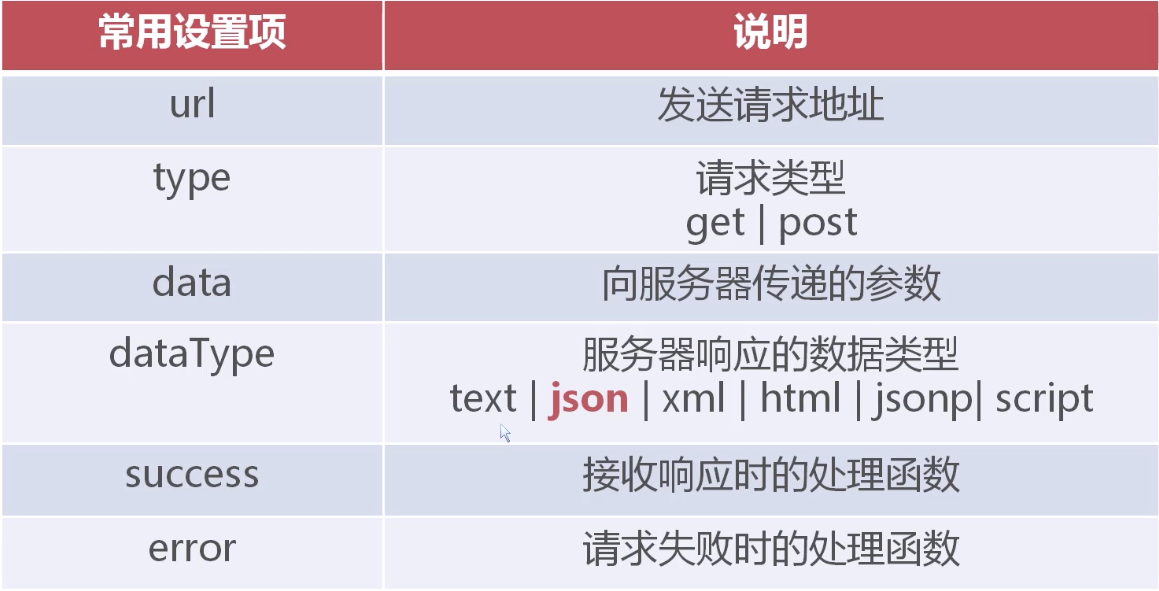 常用设置项 说明
url 发送请求地址
type 请求类型
get | post
data 向服务器传递的参数
dataType 服务器响应的数据类型
text | json | xml | html | jsonp| script
success 接收响应时的处理函数
error 请求失败时的处理函数